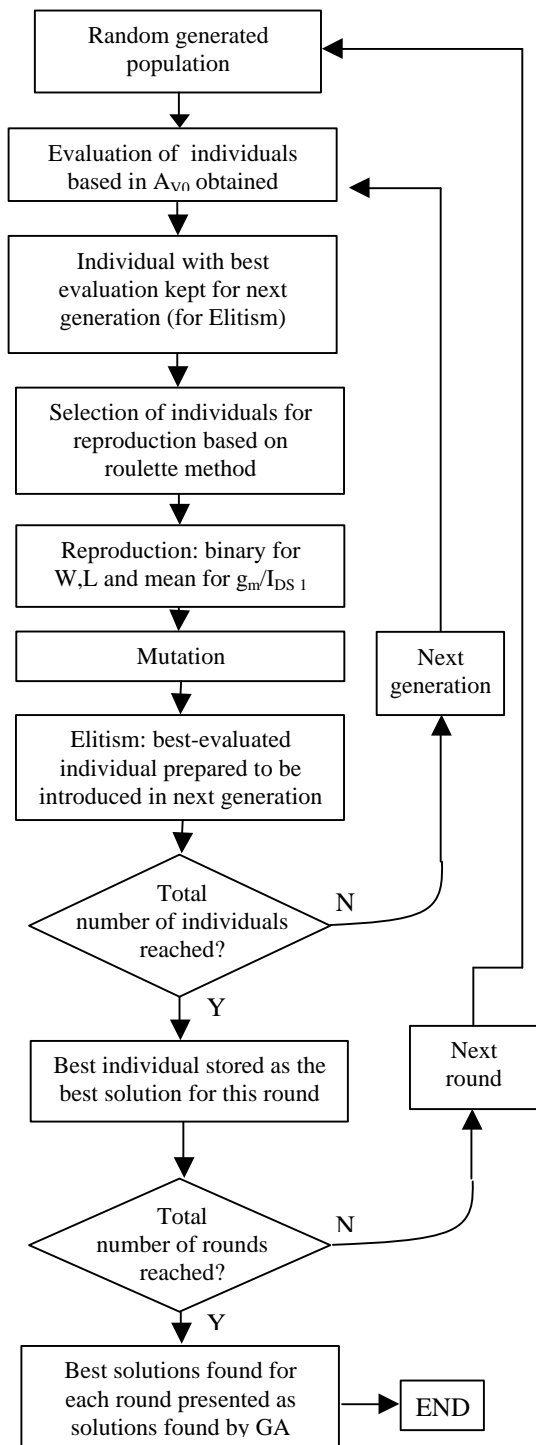 Random generated
population
Evaluation of individuals
based in AV0 obtained
Individual with best
evaluation kept for next
generation (for Elitism)
Selection of individuals for
reproduction based on
roulette method
Reproduction: binary for
W,L and mean for gm/IDS 1
Mutation
Next
generation
Elitism: best-evaluated
individual prepared to be
introduced in next generation
Total
number of individuals
reached?
N
Y
Best individual stored as the
best solution for this round
Next
round
Total
number of rounds
reached?
N
Y
Best solutions found for
each round presented as
solutions found by GA
END